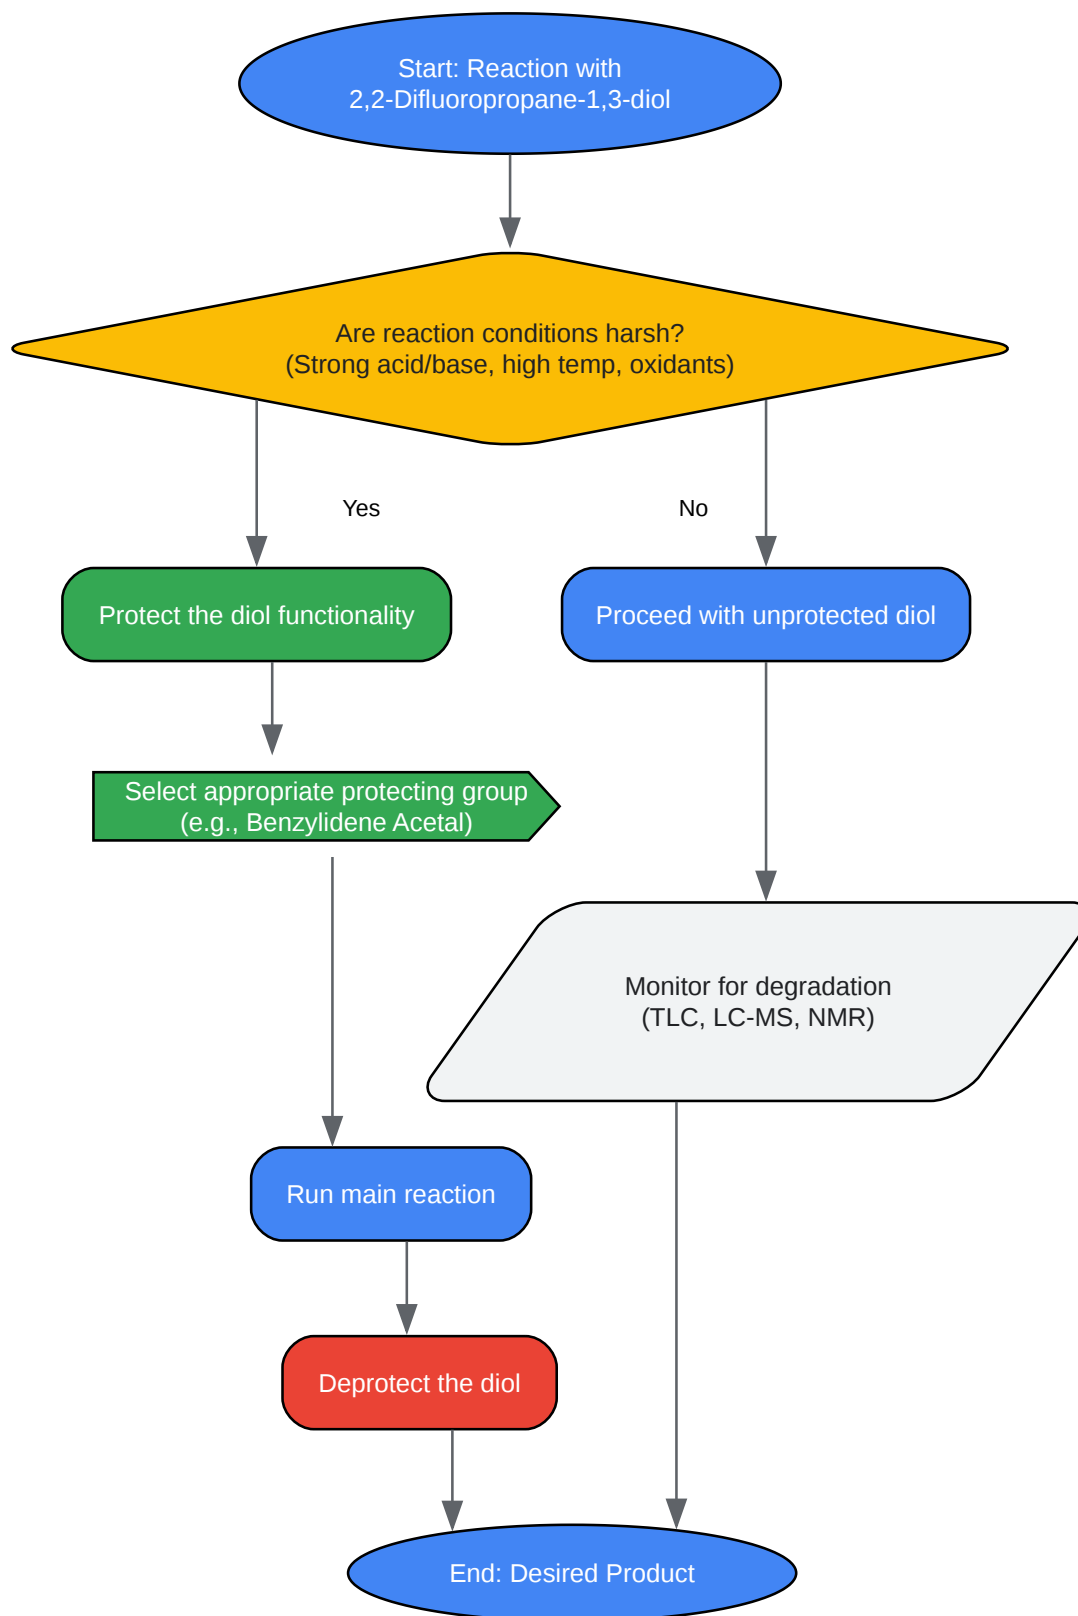 Start: Reaction with
2,2-Difluoropropane-1,3-diol
Are reaction conditions harsh?
(Strong acid/base, high temp, oxidants)
Yes
No
Protect the diol functionality
Proceed with unprotected diol
Select appropriate protecting group
(e.g., Benzylidene Acetal)
Monitor for degradation
(TLC, LC-MS, NMR)
Run main reaction
Deprotect the diol
End: Desired Product